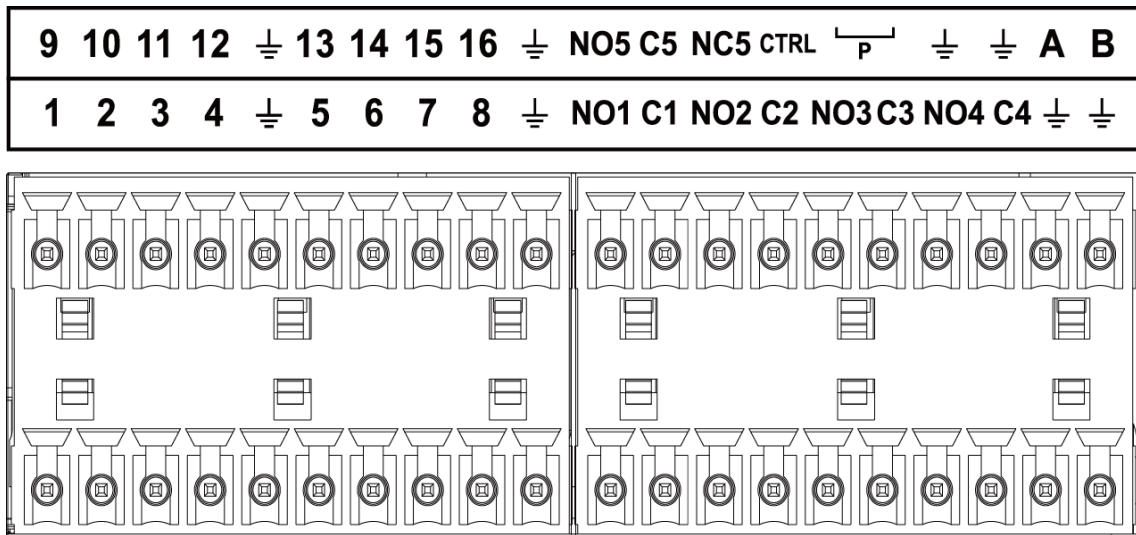 9 10 11 12 ⏚ 13 14 15 16 ⏚ NO5 C5 NC5 CTRL P ⏚ ⏚ A B
1 2 3 4 ⏚ 5 6 7 8 ⏚ NO1 C1 NO2 C2 NO3 C3 NO4 C4 ⏚ ⏚